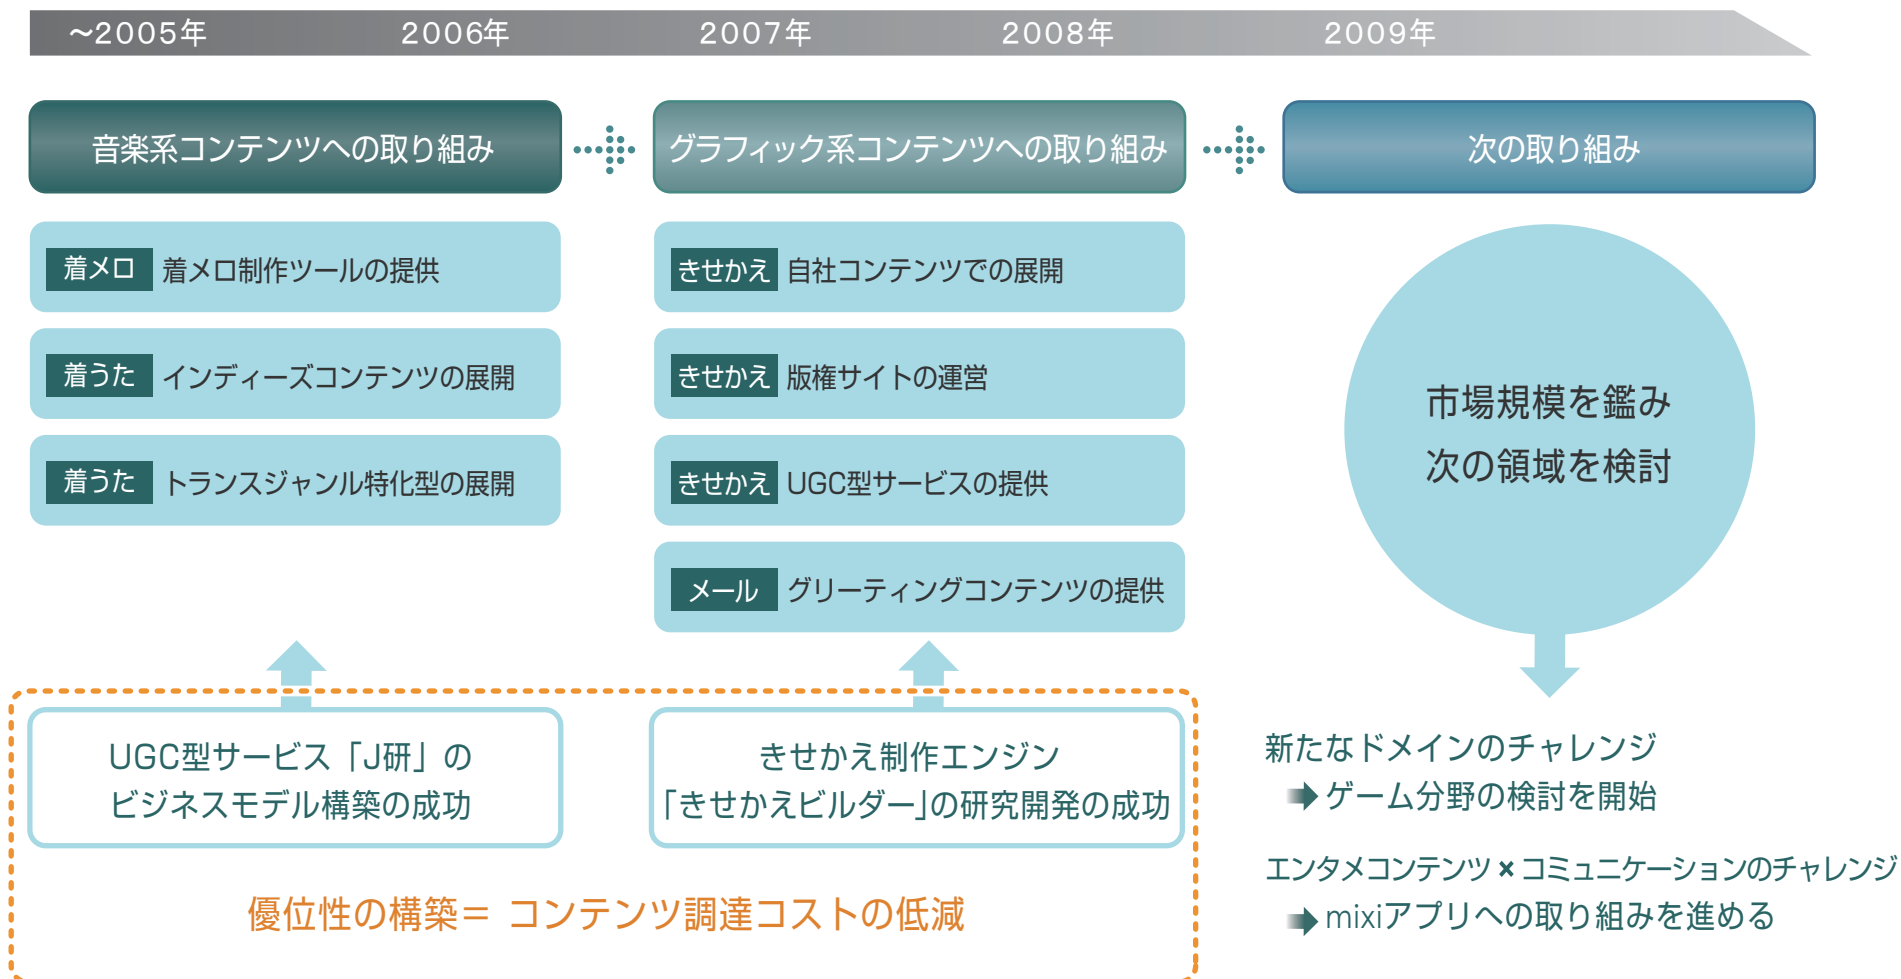 ～2005年
2006年
2007年
2008年
2009年
音楽系コンテンツへの取り組み
グラフィック系コンテンツへの取り組み
次の取り組み
着メロ 着メロ制作ツールの提供
着うた インディーズコンテンツの展開
着うた トランスジャンル特化型の展開
きせかえ 自社コンテンツでの展開
きせかえ 版権サイトの運営
きせかえ UGC型サービスの提供
メール グリーティングコンテンツの提供
市場規模を鑑み
次の領域を検討
UGC型サービス「J研」の
ビジネスモデル構築の成功
きせかえ制作エンジン
「きせかえビルダー」の研究開発の成功
優位性の構築＝ コンテンツ調達コストの低減
新たなドメインのチャレンジ
ゲーム分野の検討を開始
エンタメコンテンツ×コミュニケーションのチャレンジ
mixiアプリへの取り組みを進める